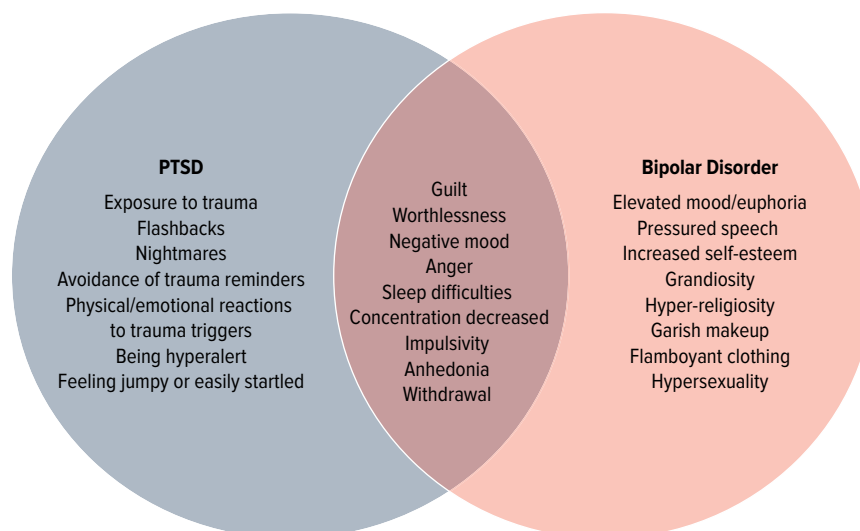 PTSD
Exposure to trauma
Flashbacks
Nightmares
Avoidance of trauma reminders
Physical/emotional reactions
to trauma triggers
Being hyperalert
Feeling jumpy or easily startled
Guilt
Worthlessness
Negative mood
Anger
Sleep difficulties
Concentration decreased
Impulsivity
Anhedonia
Withdrawal
Bipolar Disorder
Elevated mood/euphoria
Pressured speech
Increased self-esteem
Grandiosity
Hyper-religiosity
Garish makeup
Flamboyant clothing
Hypersexuality